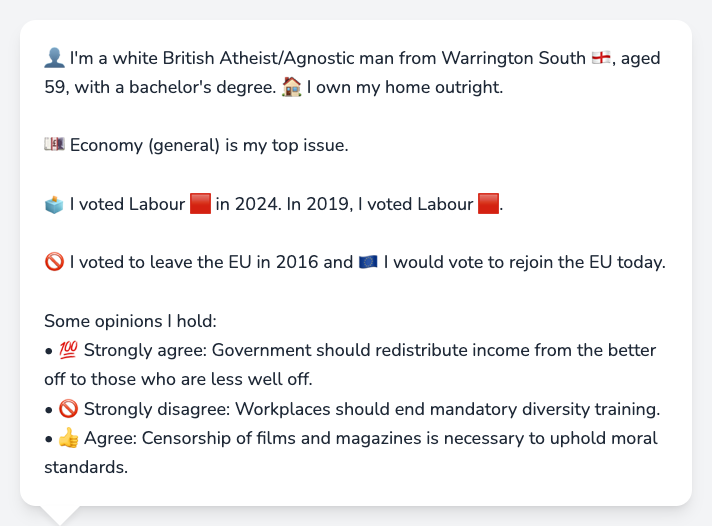 👤 I'm a white British Atheist/Agnostic man from Warrington South 🏴󠁧󠁢󠁥󠁮󠁧󠁿, aged
59, with a bachelor's degree. 🏠 I own my home outright.
💷 Economy (general) is my top issue.
🗳️ I voted Labour 🟥 in 2024. In 2019, I voted Labour 🟥.
🚫 I voted to leave the EU in 2016 and 🇪🇺 I would vote to rejoin the EU today.
Some opinions I hold:
• 💯 Strongly agree: Government should redistribute income from the better
off to those who are less well off.
• 🚫 Strongly disagree: Workplaces should end mandatory diversity training.
• 👍 Agree: Censorship of films and magazines is necessary to uphold moral
standards.